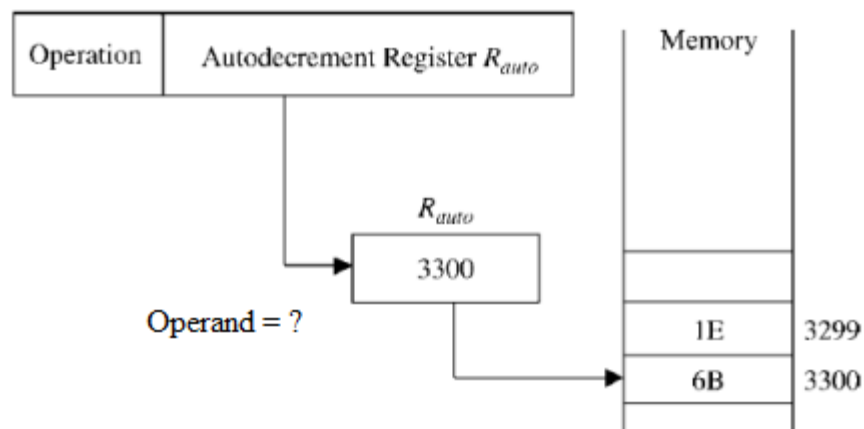 Operation
Autodecrement Register R_auto
Memory
R_auto
3300
Operand = ?
1E
3299
6B
3300